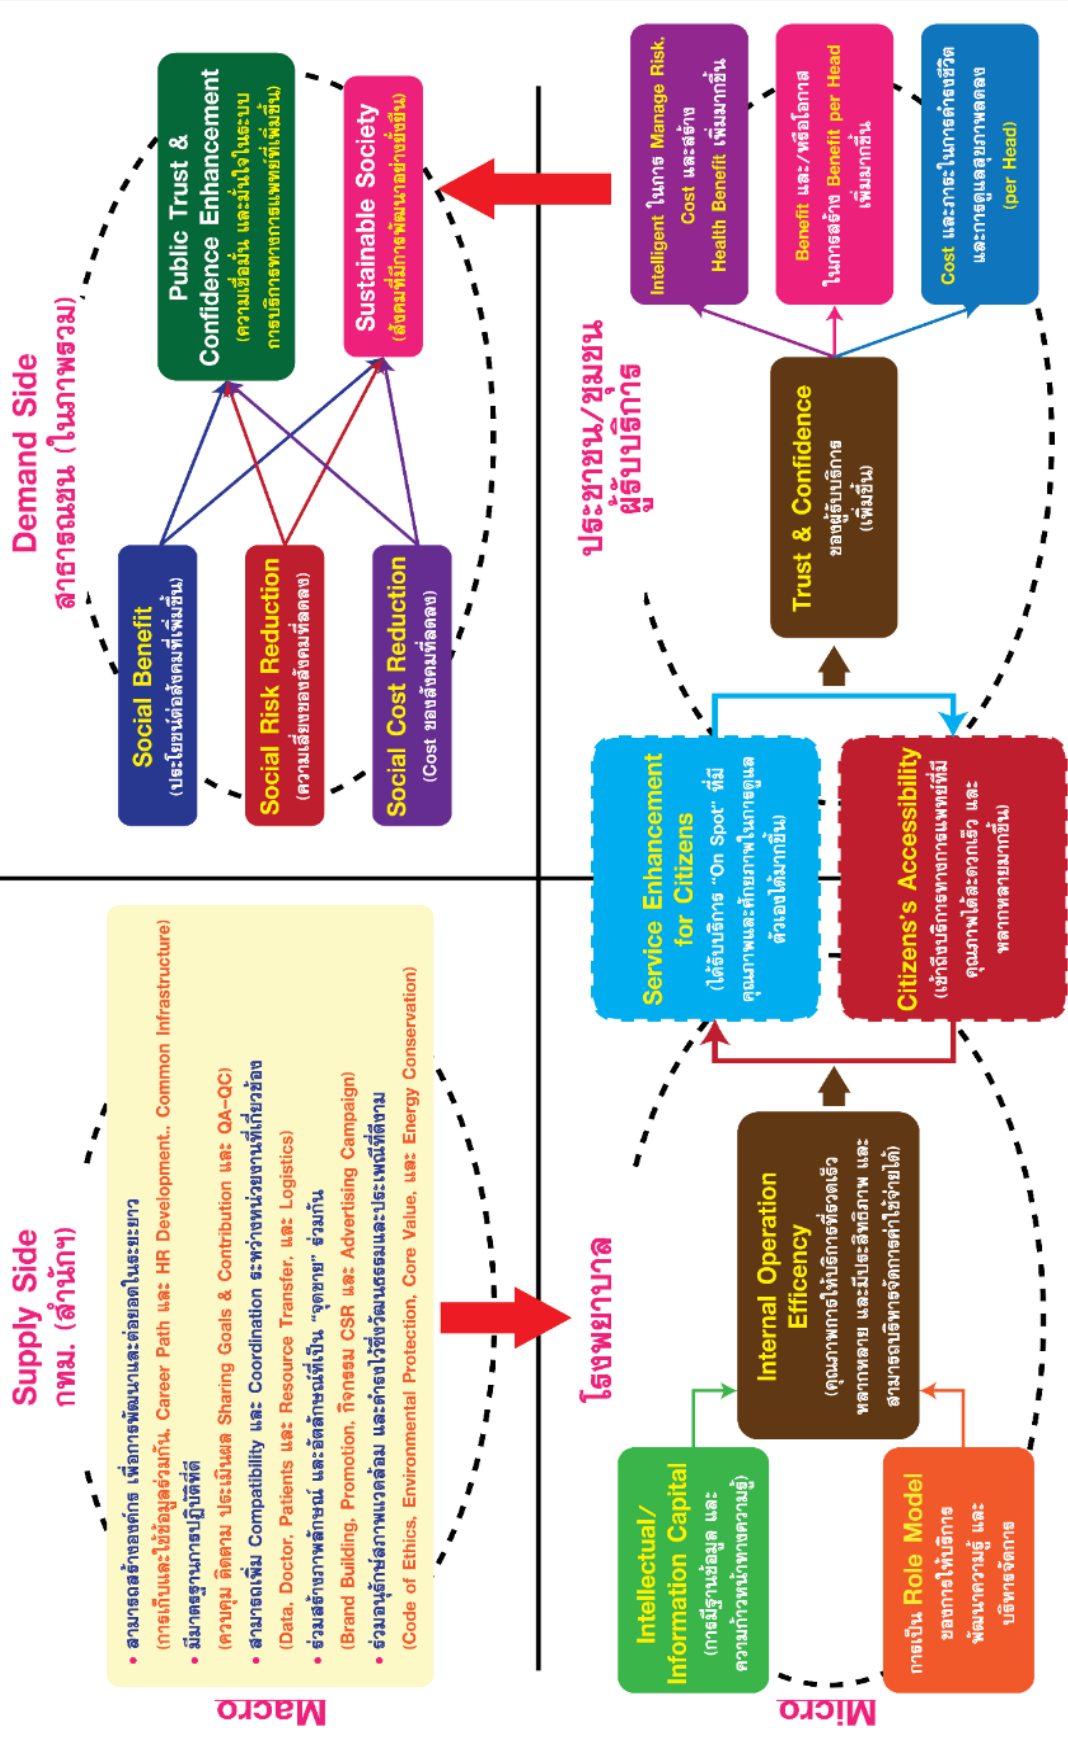 Supply Side
กทม. (สำนักฯ)
Demand Side
สาธารณชน (ในภาพรวม)
Macro
• สามารถสร้างองค์กร เพื่อการพัฒนาและต่อยอดในระยะยาว
(การเก็บและใช้ข้อมูลร่วมกัน, Career Path และ HR Development., Common Infrastructure)
• มีมาตรฐานการปฏิบัติที่ดี
(ควบคุม ติดตาม ประเมินผล Sharing Goals & Contribution และ QA-QC)
• สามารถเพิ่ม Compatibility และ Coordination ระหว่างหน่วยงานที่เกี่ยวข้อง
(Data, Doctor, Patients และ Resource Transfer, และ Logistics)
• ร่วมสร้างภาพลักษณ์ และอัตลักษณ์ที่เป็น “จุดขาย” ร่วมกัน
(Brand Building, Promotion, กิจกรรม CSR และ Advertising Campaign)
• ร่วมอนุรักษ์สภาพแวดล้อม และดำรงไว้ซึ่งวัฒนธรรมและประเพณีที่ดีงาม
(Code of Ethics, Environmental Protection, Core Value, และ Energy Conservation)
Social Benefit
(ประโยชน์ต่อสังคมที่เพิ่มขึ้น)
Social Risk Reduction
(ความเสี่ยงของสังคมที่ลดลง)
Social Cost Reduction
(Cost ของสังคมที่ลดลง)
Public Trust &
Confidence Enhancement
(ความเชื่อมั่น และมั่นใจในระบบ
การบริการทางการแพทย์ที่เพิ่มขึ้น)
Sustainable Society
(สังคมที่มีการพัฒนาอย่างยั่งยืน)
Micro
โรงพยาบาล
ประชาชน/ชุมชน
ผู้รับบริการ
Intellectual/
Information Capital
(การมีฐานข้อมูล และ
ความก้าวหน้าทางความรู้)
การเป็น Role Model
ของการให้บริการ
พัฒนาความรู้ และ
บริหารจัดการ
Internal Operation
Efficency
(คุณภาพการให้บริการที่รวดเร็ว
หลากหลาย และมีประสิทธิภาพ และ
สามารถบริหารจัดการค่าใช้จ่ายได้)
Service Enhancement
for Citizens
(ได้รับบริการ “On Spot” ที่มี
คุณภาพและศักยภาพในการดูแล
ตัวเองได้มากขึ้น)
Citizens's Accessibility
(เข้าถึงบริการทางการแพทย์ที่มี
คุณภาพได้สะดวกเร็ว และ
หลากหลายมากขึ้น)
Trust & Confidence
ของผู้รับบริการ
(เพิ่มขึ้น)
Intelligent ในการ Manage Risk,
Cost และสร้าง
Health Benefit เพิ่มมากขึ้น
Benefit และ/หรือโอกาส
ในการสร้าง Benefit per Head
เพิ่มมากขึ้น
Cost และภาระในการดำรงชีวิต
และการดูแลสุขภาพลดลง
(per Head)